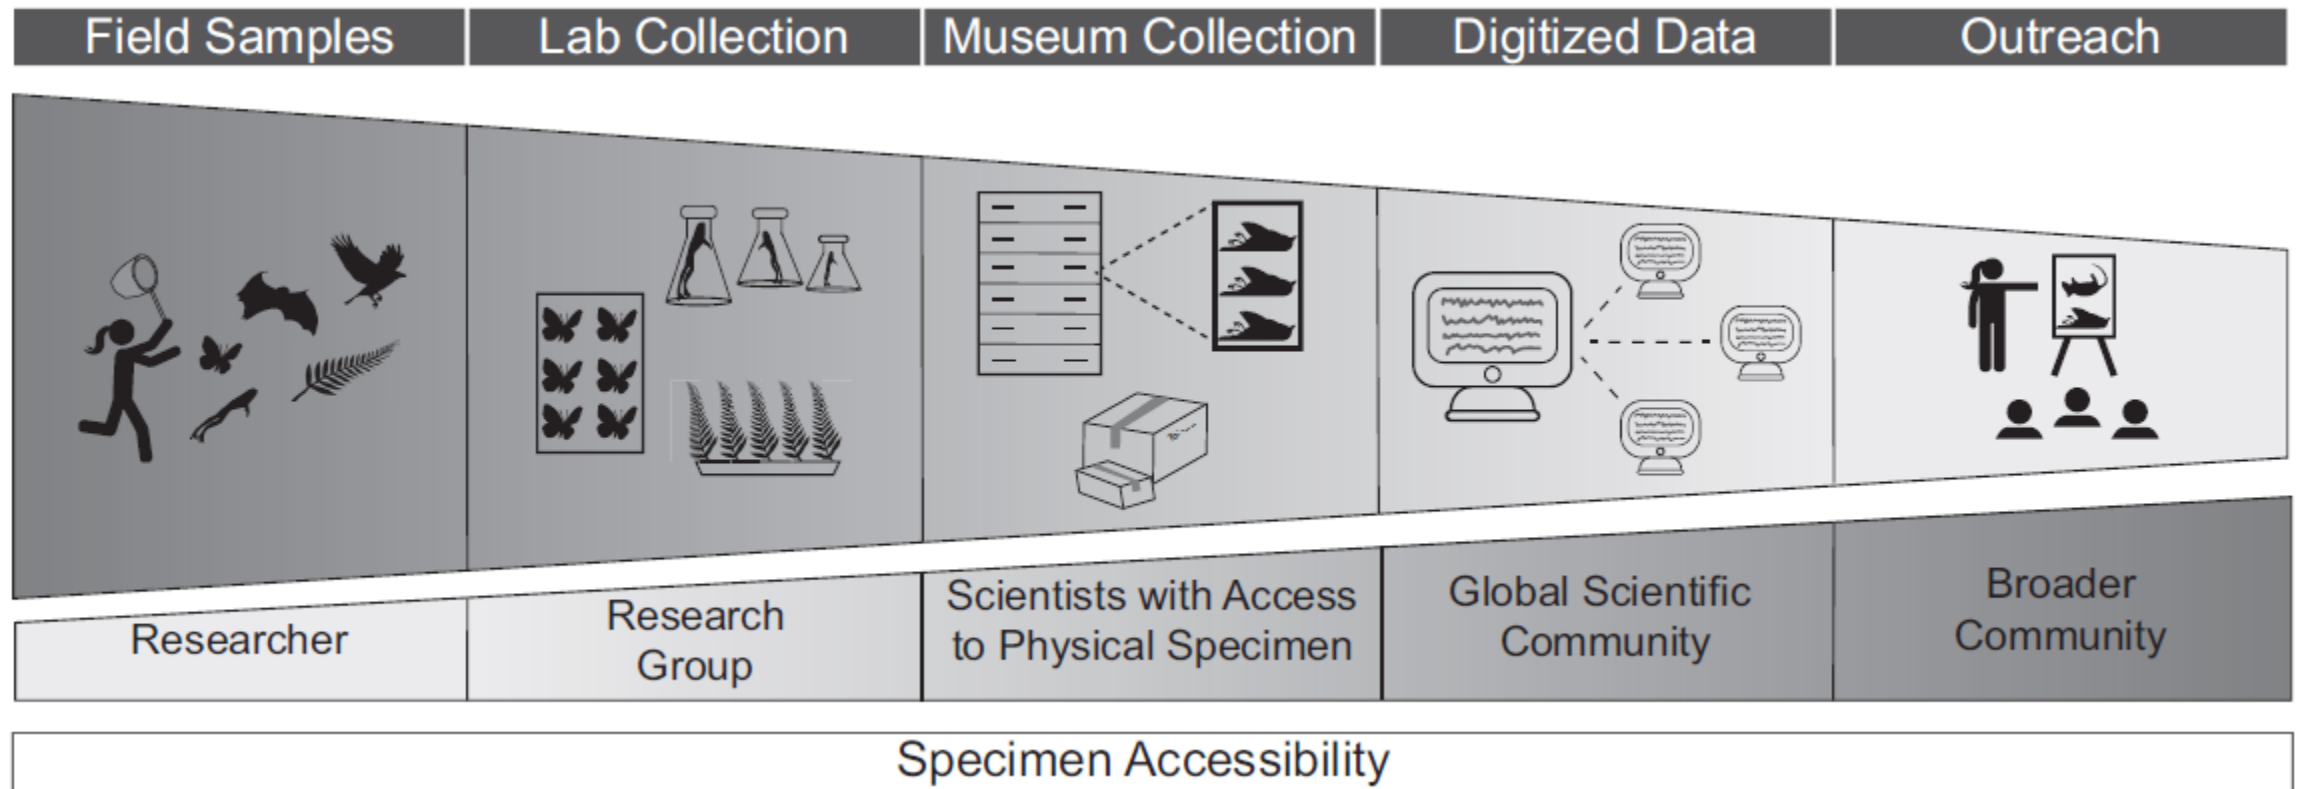 Field Samples
Lab Collection
Museum Collection
Digitized Data
Outreach
Researcher
Research
Group
Scientists with Access
to Physical Specimen
Global Scientific
Community
Broader
Community
Specimen Accessibility